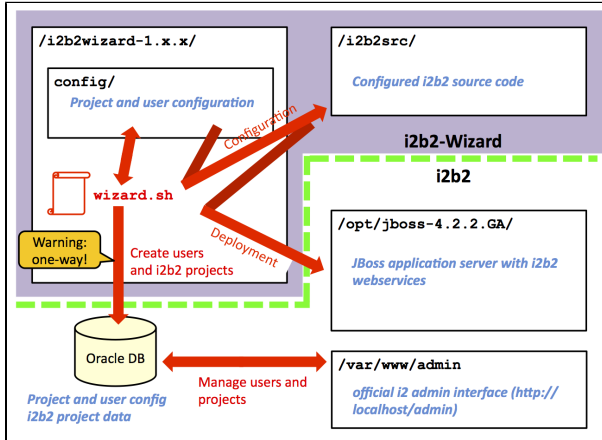 /i2b2wizard-1.x.x/
config/
Project and user configuration
/i2b2src/
Configured i2b2 source code
Configuration
i2b2-Wizard
i2b2
wizard.sh
Warning:
one-way!
Create users
and i2b2 projects
Deployment
/opt/jboss-4.2.2.GA/
JBoss application server with i2b2
webservices
Oracle DB
Project and user config
i2b2 project data
Manage users and
projects
/var/www/admin
official i2 admin interface (http://
localhost/admin)